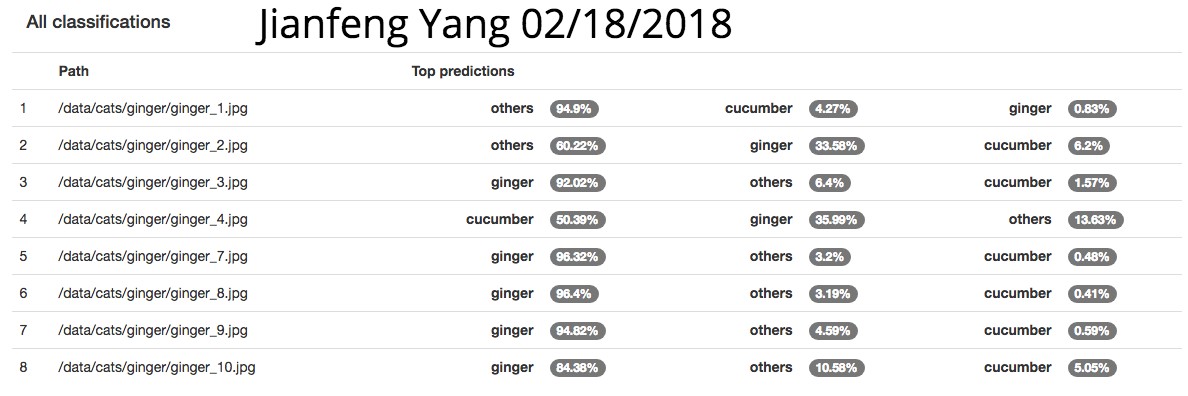 All classifications Jianfeng Yang 02/18/2018
Path Top predictions
1 /data/cats/ginger/ginger_1.jpg others 94.9% cucumber 4.27% ginger 0.83%
2 /data/cats/ginger/ginger_2.jpg others 60.22% ginger 33.58% cucumber 6.2%
3 /data/cats/ginger/ginger_3.jpg ginger 92.02% others 6.4% cucumber 1.57%
4 /data/cats/ginger/ginger_4.jpg cucumber 50.39% ginger 35.99% others 13.63%
5 /data/cats/ginger/ginger_7.jpg ginger 96.32% others 3.2% cucumber 0.48%
6 /data/cats/ginger/ginger_8.jpg ginger 96.4% others 3.19% cucumber 0.41%
7 /data/cats/ginger/ginger_9.jpg ginger 94.82% others 4.59% cucumber 0.59%
8 /data/cats/ginger/ginger_10.jpg ginger 84.38% others 10.58% cucumber 5.05%